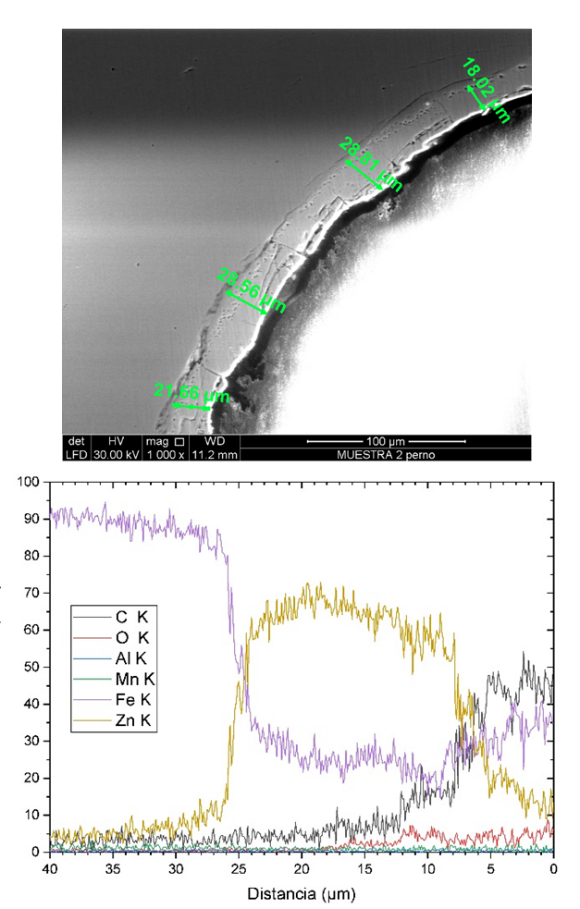 18.02 µm
28.81 µm
28.56 µm
21.66 µm
det HV mag □ WD 100 µm
LFD 30.00 kV 1 000 x 11.2 mm MUESTRA 2 perno
100
90
80
70
60
50
40
30
20
10
0
C K
O K
Al K
Mn K
Fe K
Zn K
40 35 30 25 20 15 10 5 0
Distancia (µm)